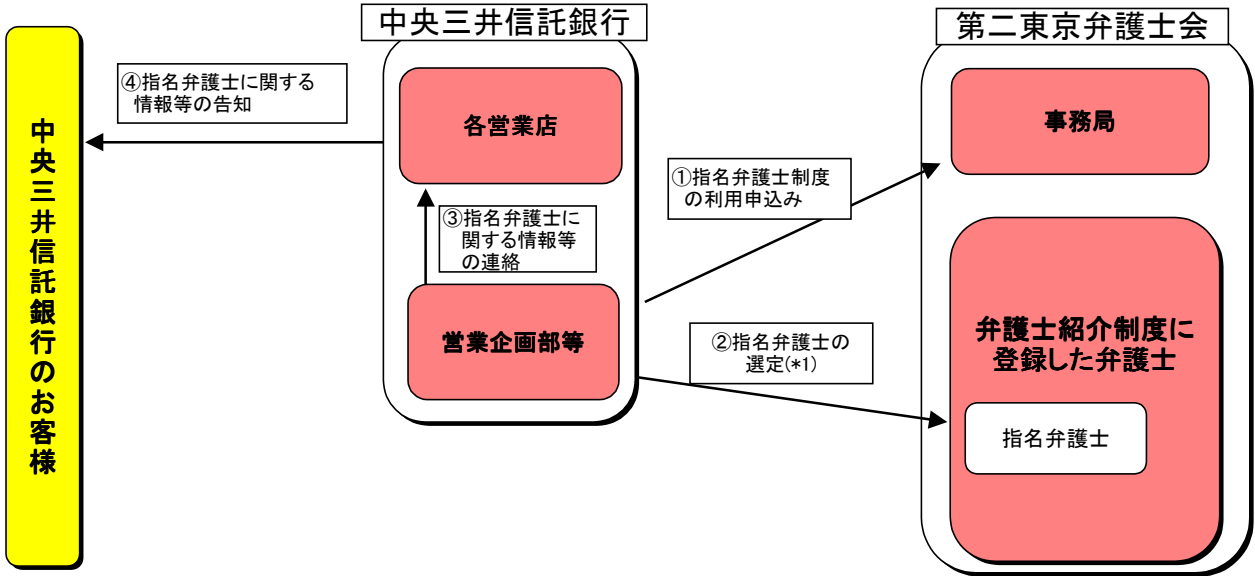 中央三井信託銀行
第二東京弁護士会
④指名弁護士に関する
情報等の告知
各営業店
事務局
中央三井信託銀行のお客様
①指名弁護士制度
の利用申込み
③指名弁護士に
関する情報等
の連絡
営業企画部等
②指名弁護士の
選定(*1)
弁護士紹介制度に
登録した弁護士
指名弁護士